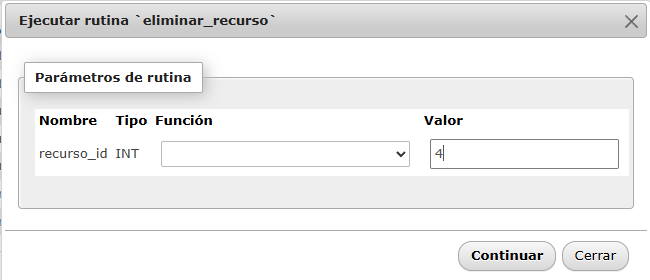 Ejecutar rutina `eliminar_recurso`
Parámetros de rutina
Nombre Tipo Función Valor
recurso_id INT 4
Continuar Cerrar